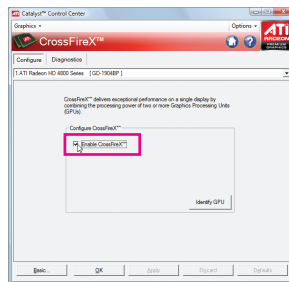 Catalyst™ Control Center
Graphics
Options
ATI
RADEON
PREMIUM
GRAPHICS
CrossFireX™
Configure
Diagnostics
1.ATI Radeon HD 4800 Series [GD-1904BP]
CrossFireX™ delivers exceptional performance on a single display by
combining the processing power of two or more Graphics Processing Units
(GPUs).
Configure CrossFireX™
Enable CrossFireX™
Identify GPU
Basic...
OK
Apply
Discard
Defaults